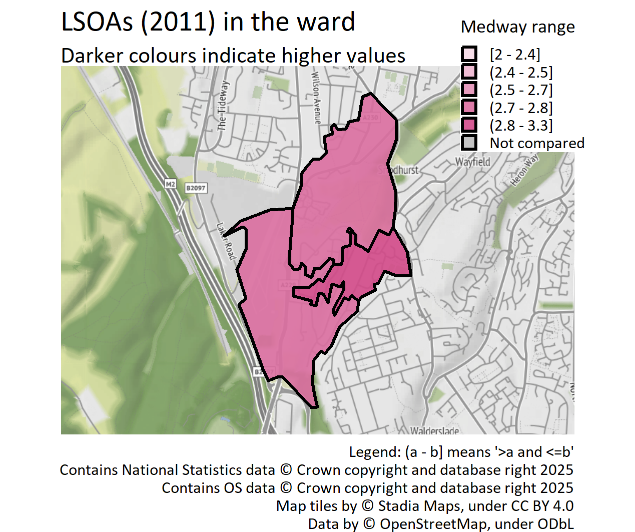 LSOAs (2011) in the ward
Darker colours indicate higher values
Medway range
[2 - 2.4]
(2.4 - 2.5]
(2.5 - 2.7]
(2.7 - 2.8]
(2.8 - 3.3]
Not compared
The-Tideway
Wilson-Avenue
dhurst
Wayfield
Heron-Way
M2
B2097
Road
Walderslade
Legend: (a - b] means '>a and <=b'
Contains National Statistics data © Crown copyright and database right 2025
Contains OS data © Crown copyright and database right 2025
Map tiles by © Stadia Maps, under CC BY 4.0
Data by © OpenStreetMap, under ODbL